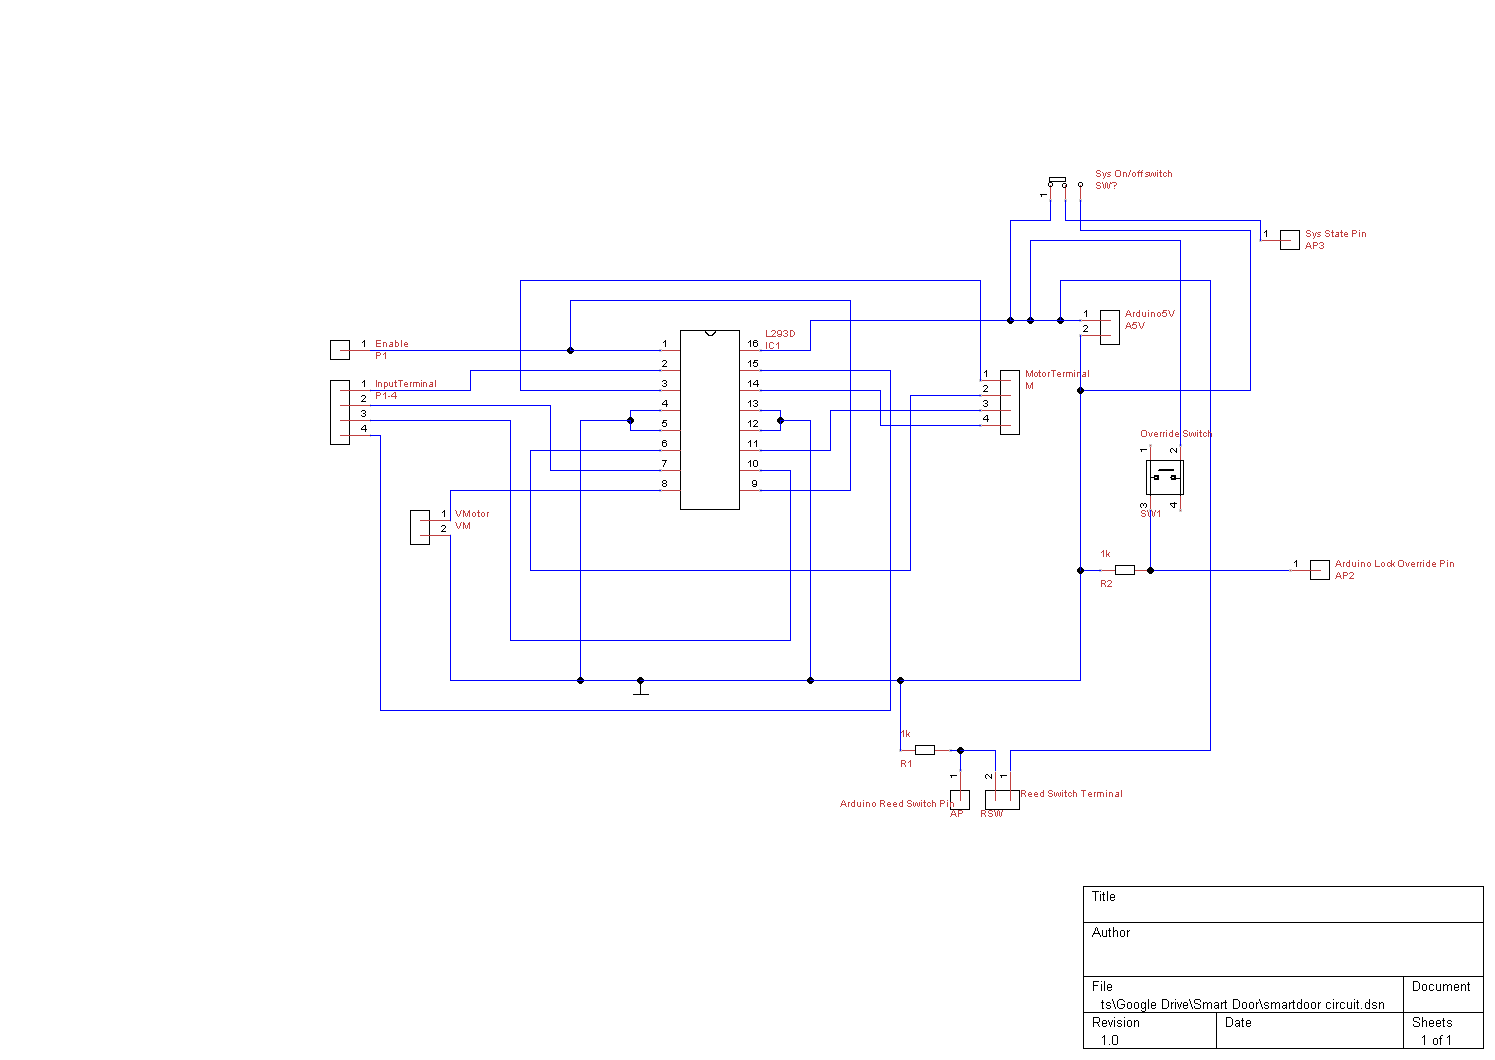 Sys On/offswitch
SW?
1
1
Sys State Pin
AP3
1
Arduino5V
2
A5V
L293D
IC1
1
Enable
P1
1
16
2
15
3
14
4
13
5
12
6
11
7
10
8
9
1
InputTerminal
2
P1-4
3
4
1
MotorTerminal
2
M
3
4
Override Switch
1
2
3
4
SW1
1
VMotor
2
VM
1k
R2
1
Arduino Lock Override Pin
AP2
1k
R1
1
2
1
Arduino Reed Switch Pin
AP
Reed Switch Terminal
RSW
Title
Author
File
Document
ts\Google Drive\Smart Door\smartdoor circuit.dsn
Revision
Date
Sheets
1.0
1 of 1